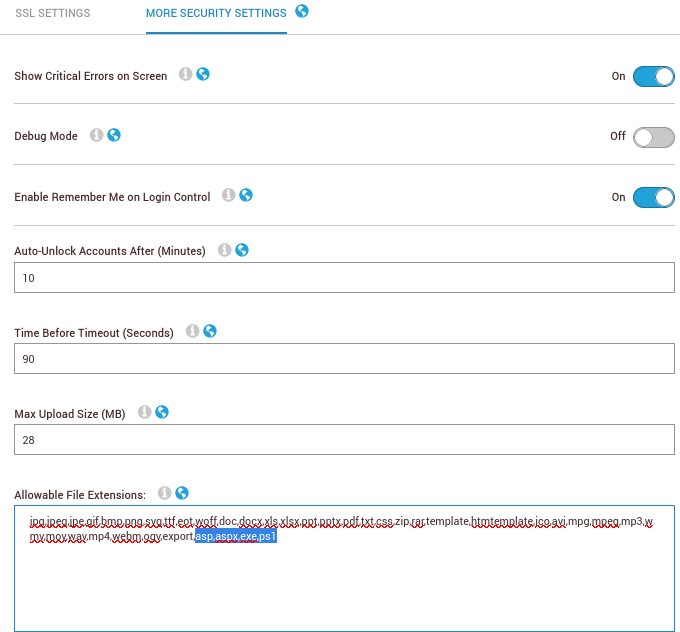 SSL SETTINGS MORE SECURITY SETTINGS
Show Critical Errors on Screen On
Debug Mode Off
Enable Remember Me on Login Control On
Auto-Unlock Accounts After (Minutes)
10
Time Before Timeout (Seconds)
90
Max Upload Size (MB)
28
Allowable File Extensions:
jpg,jpeg,jpe,gif,bmp,png,svg,ttf,eot,woff,doc,docx,xls,xlsx,ppt,pptx,pdf,txt,css,zip,rar,template,htmtemplate,ico,avi,mpg,mpeg,mp3,w
mv,mov,wav,mp4,webm,ogv,export,asp,aspx,exe,ps1